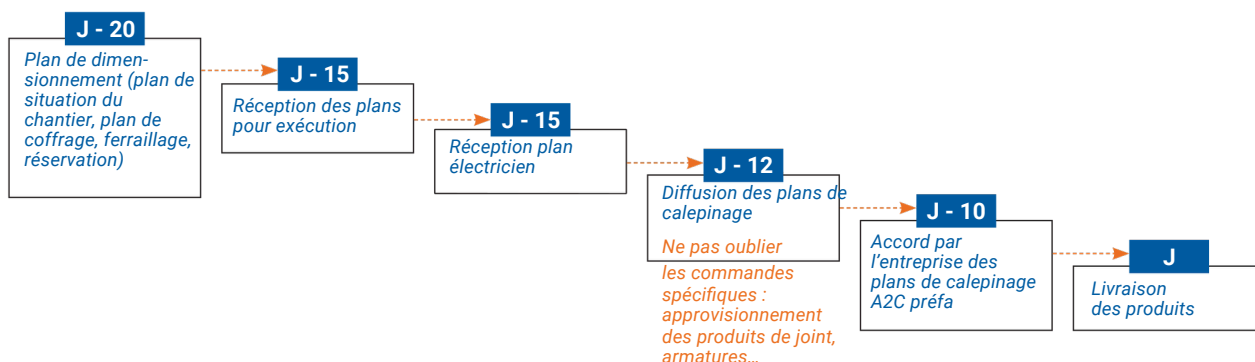 J - 20
Plan de dimen-
sionnement (plan de
situation du
chantier, plan de
coffrage, ferraillage,
réservation)
J - 15
Réception des plans
pour exécution
J - 15
Réception plan
électricien
J - 12
Diffusion des plans de
calepinage
Ne pas oublier
les commandes
spécifiques :
approvisionnement
des produits de joint,
armatures...
J - 10
Accord par
l'entreprise des
plans de calepinage
A2C préfa
J
Livraison
des produits